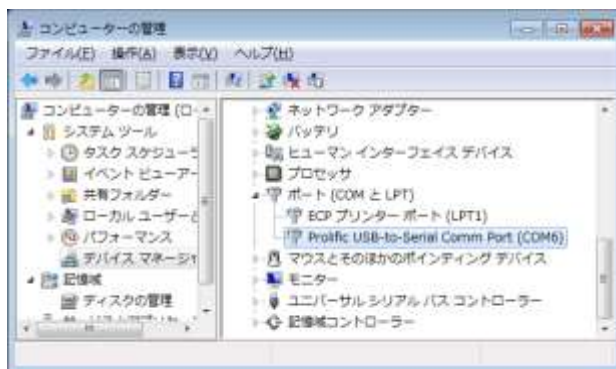 コンピューターの管理
ファイル(F) 操作(A) 表示(V) ヘルプ(H)
コンピューターの管理 (ロ
システム ツール
タスク スケジューラ
イベント ビューアー
共有フォルダー
ローカル ユーザーと
パフォーマンス
デバイス マネージャ
記憶域
ディスクの管理
ネットワーク アダプター
バッテリ
ヒューマン インターフェイス デバイス
プロセッサ
ポート (COM と LPT)
ECP プリンター ポート (LPT1)
Prolific USB-to-Serial Comm Port (COM6)
マウスとそのほかのポインティング デバイス
モニター
ユニバーサル シリアル バス コントローラー
記憶域コントローラー